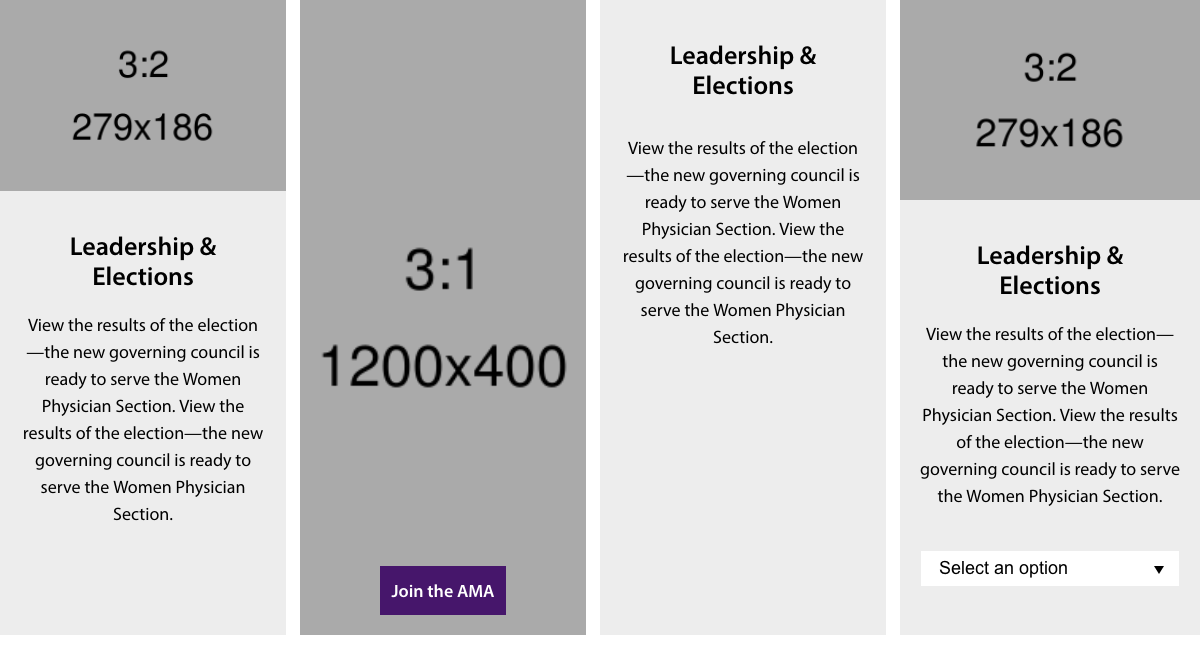 3:2
279x186
Leadership &
Elections
View the results of the election
—the new governing council is
ready to serve the Women
Physician Section. View the
results of the election—the new
governing council is ready to
serve the Women Physician
Section.
3:1
1200x400
Join the AMA
Leadership &
Elections
View the results of the election
—the new governing council is
ready to serve the Women
Physician Section. View the
results of the election—the new
governing council is ready to
serve the Women Physician
Section.
3:2
279x186
Leadership &
Elections
View the results of the election—
the new governing council is
ready to serve the Women
Physician Section. View the results
of the election—the new
governing council is ready to serve
the Women Physician Section.
Select an option